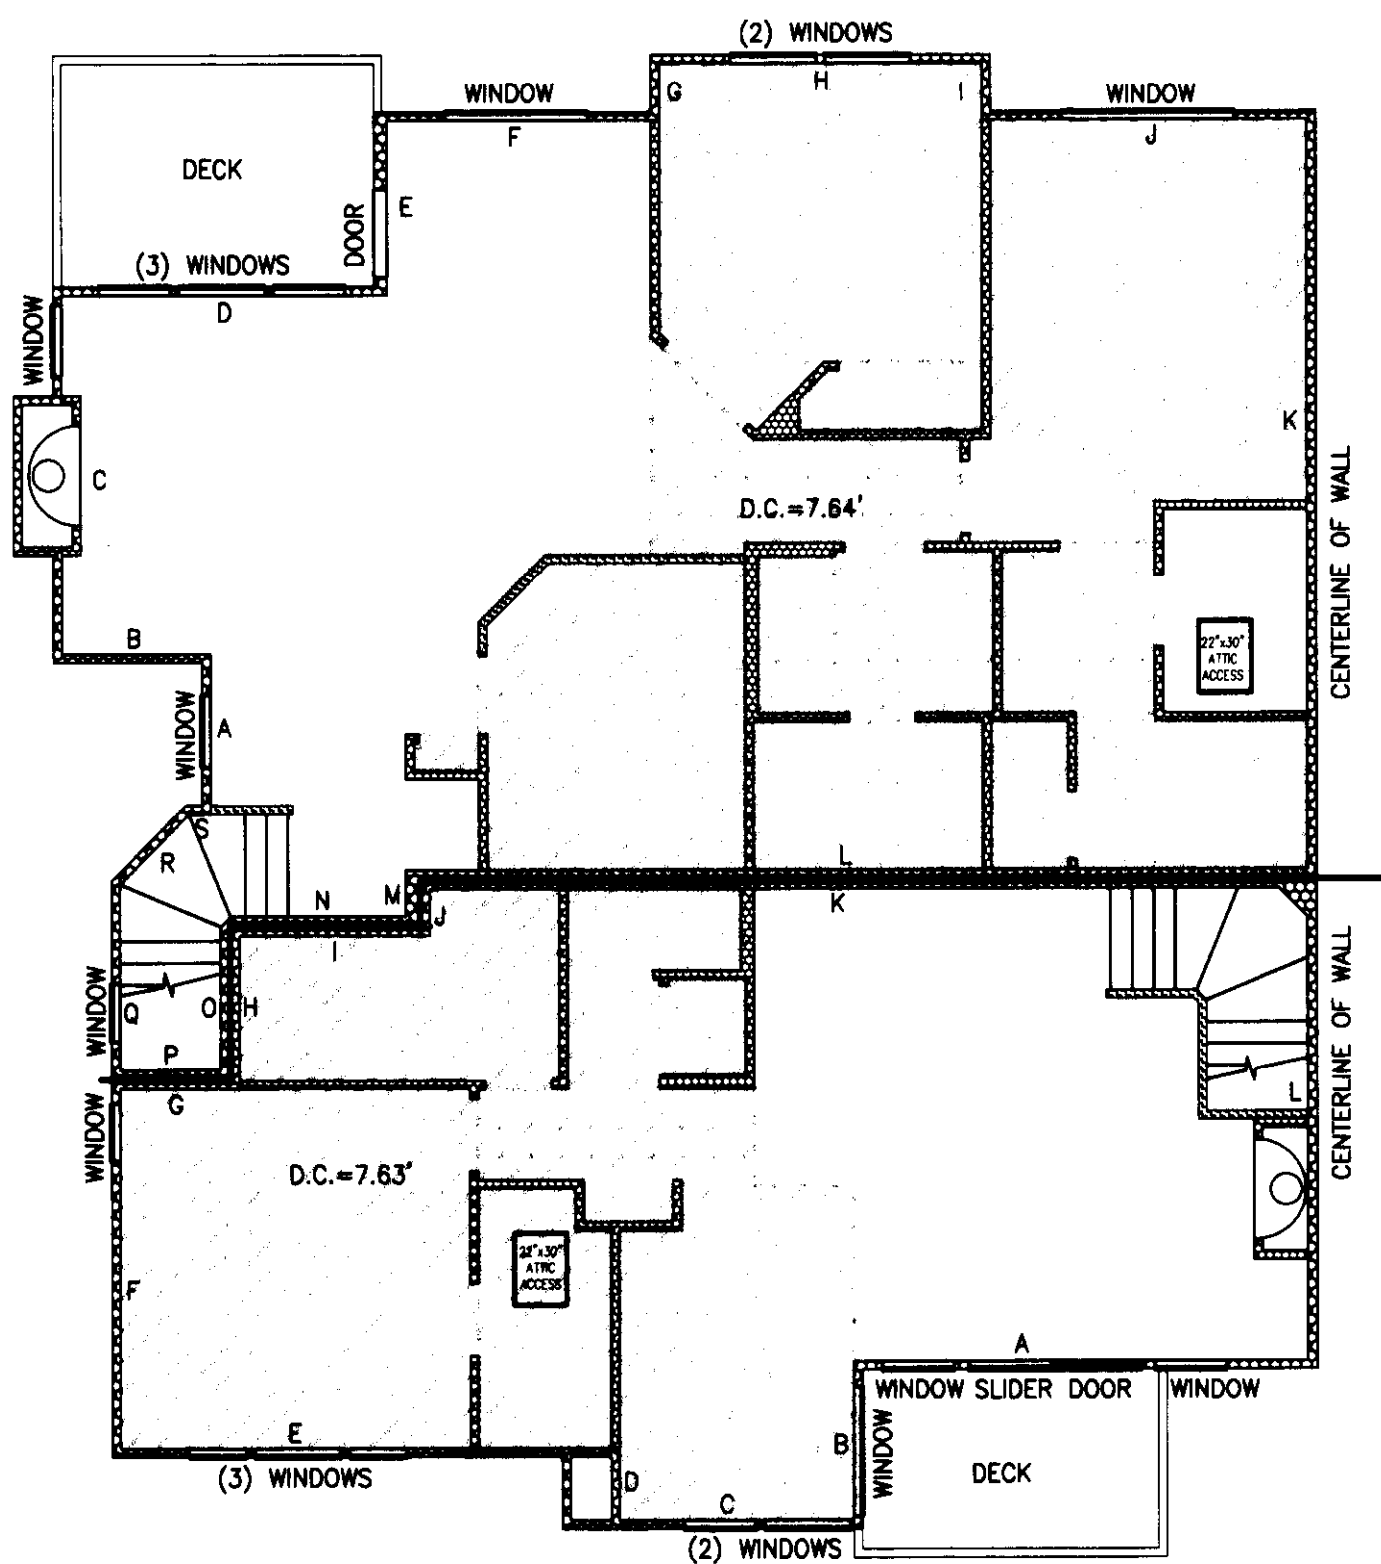 (2) WINDOWS
H
G
I
WINDOW
F
WINDOW
J
DECK
E
DOOR
(3) WINDOWS
D
WINDOW
C
K
CENTERLINE OF WALL
D.C.=7.64'
B
22"x30"
ATTIC
ACCESS
WINDOW
A
S
R
L
N
M
J
K
I
WINDOW
Q
O
H
P
CENTERLINE OF WALL
G
WINDOW
L
D.C.=7.63'
22"x30"
ATTIC
ACCESS
F
A
WINDOW
SLIDER DOOR
WINDOW
E
(3) WINDOWS
B
WINDOW
DECK
D
C
(2) WINDOWS